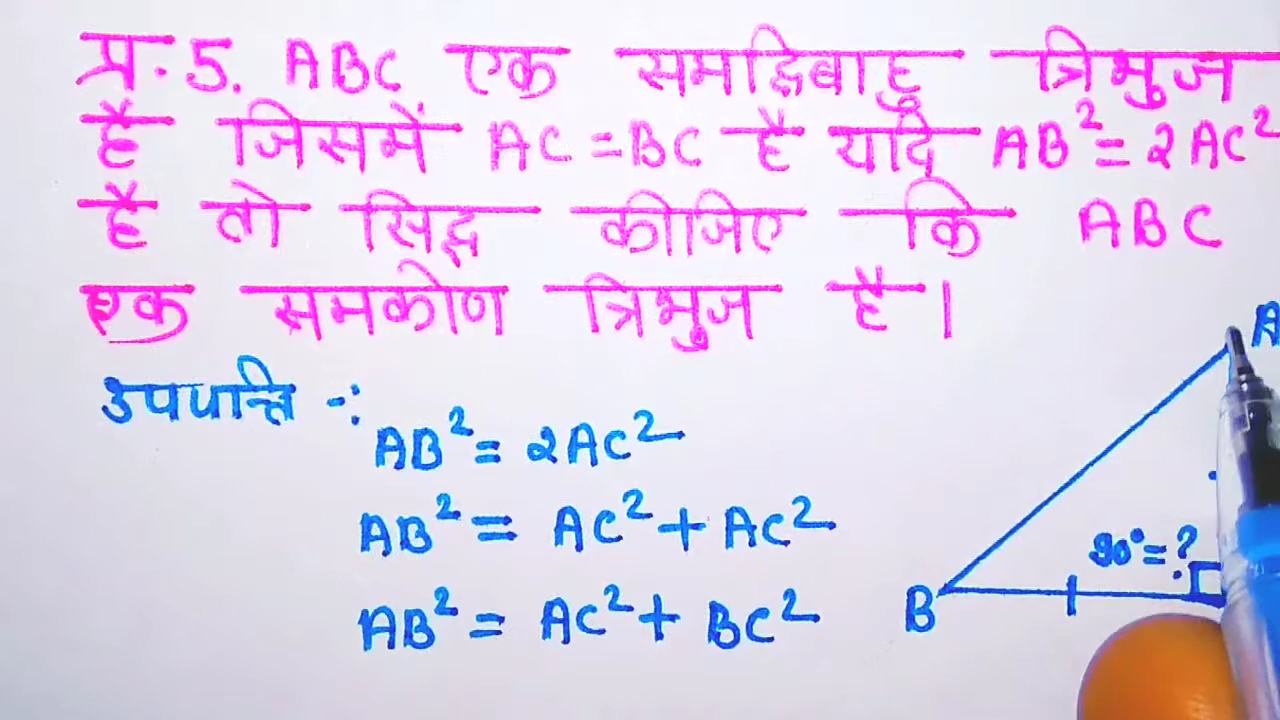 प्र. 5. ABC एक समद्विबाहु त्रिभुज
है जिसमें AC = BC है यदि AB² = 2AC²
है तो सिद्ध कीजिए कि ABC
एक समकोण त्रिभुज है।
उपपत्ति -:
AB² = 2AC²
AB² = AC² + AC²
AB² = AC² + BC²
A
90° = ?
B